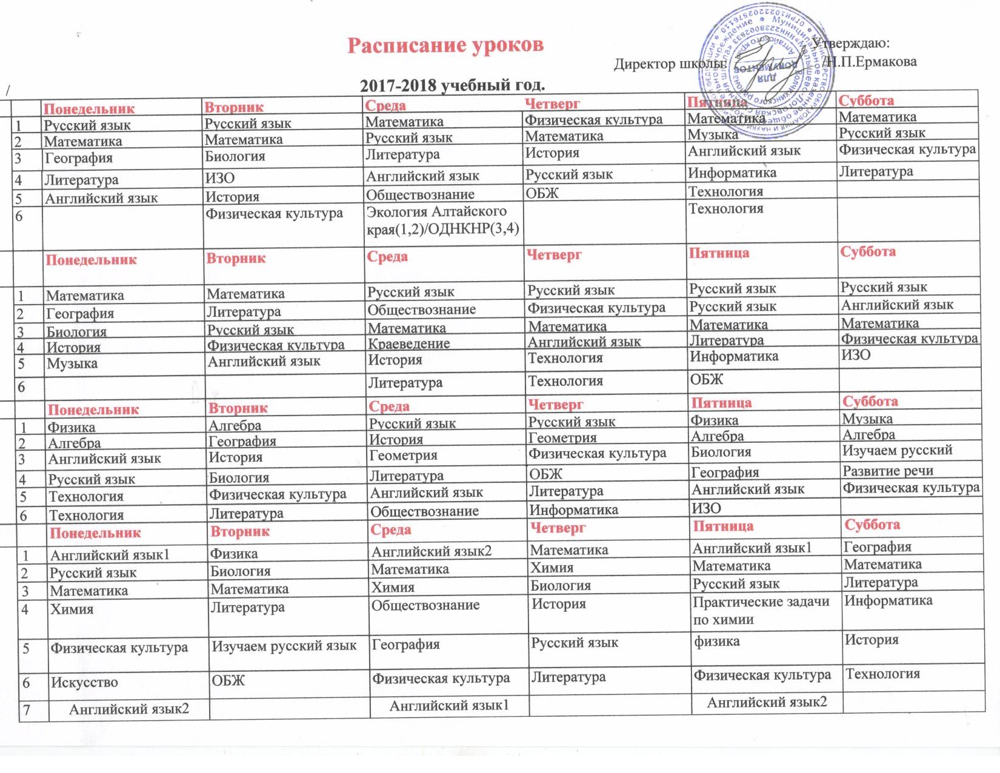 Расписание уроков
Утверждаю:
Директор школы: /Н.П.Ермакова
/
2017-2018 учебный год.
Понедельник Вторник Среда Четверг Пятница Суббота
1 Русский язык Русский язык Математика Физическая культура Математика Математика
2 Математика Математика Русский язык Математика Музыка Русский язык
3 География Биология Литература История Английский язык Физическая культура
4 Литература ИЗО Английский язык Русский язык Информатика Литература
5 Английский язык История Обществознание ОБЖ Технология
6 Физическая культура Экология Алтайского Технология
края(1,2)/ОДНКНР(3,4)
Понедельник Вторник Среда Четверг Пятница Суббота
1 Математика Математика Русский язык Русский язык Русский язык Русский язык
2 География Литература Обществознание Физическая культура Русский язык Английский язык
3 Биология Русский язык Математика Математика Математика Математика
4 История Физическая культура Краеведение Английский язык Литература Физическая культура
5 Музыка Английский язык История Технология Информатика ИЗО
6 Литература Технология ОБЖ
Понедельник Вторник Среда Четверг Пятница Суббота
1 Физика Алгебра Русский язык Русский язык Физика Музыка
2 Алгебра География История Геометрия Алгебра Алгебра
3 Английский язык История Геометрия Физическая культура Биология Изучаем русский
4 Русский язык Биология Литература ОБЖ География Развитие речи
5 Технология Физическая культура Английский язык Литература Английский язык Физическая культура
6 Технология Литература Обществознание Информатика ИЗО
Понедельник Вторник Среда Четверг Пятница Суббота
1 Английский язык1 Физика Английский язык2 Математика Английский язык1 География
2 Русский язык Биология Математика Химия Математика Математика
3 Математика Математика Химия Биология Русский язык Литература
4 Химия Литература Обществознание История Практические задачи Информатика
по химии
5 Физическая культура Изучаем русский язык География Русский язык физика История
6 Искусство ОБЖ Физическая культура Литература Физическая культура Технология
7 Английский язык2 Английский язык1 Английский язык2
ДЛЯ
ДОКУМЕНТОВ